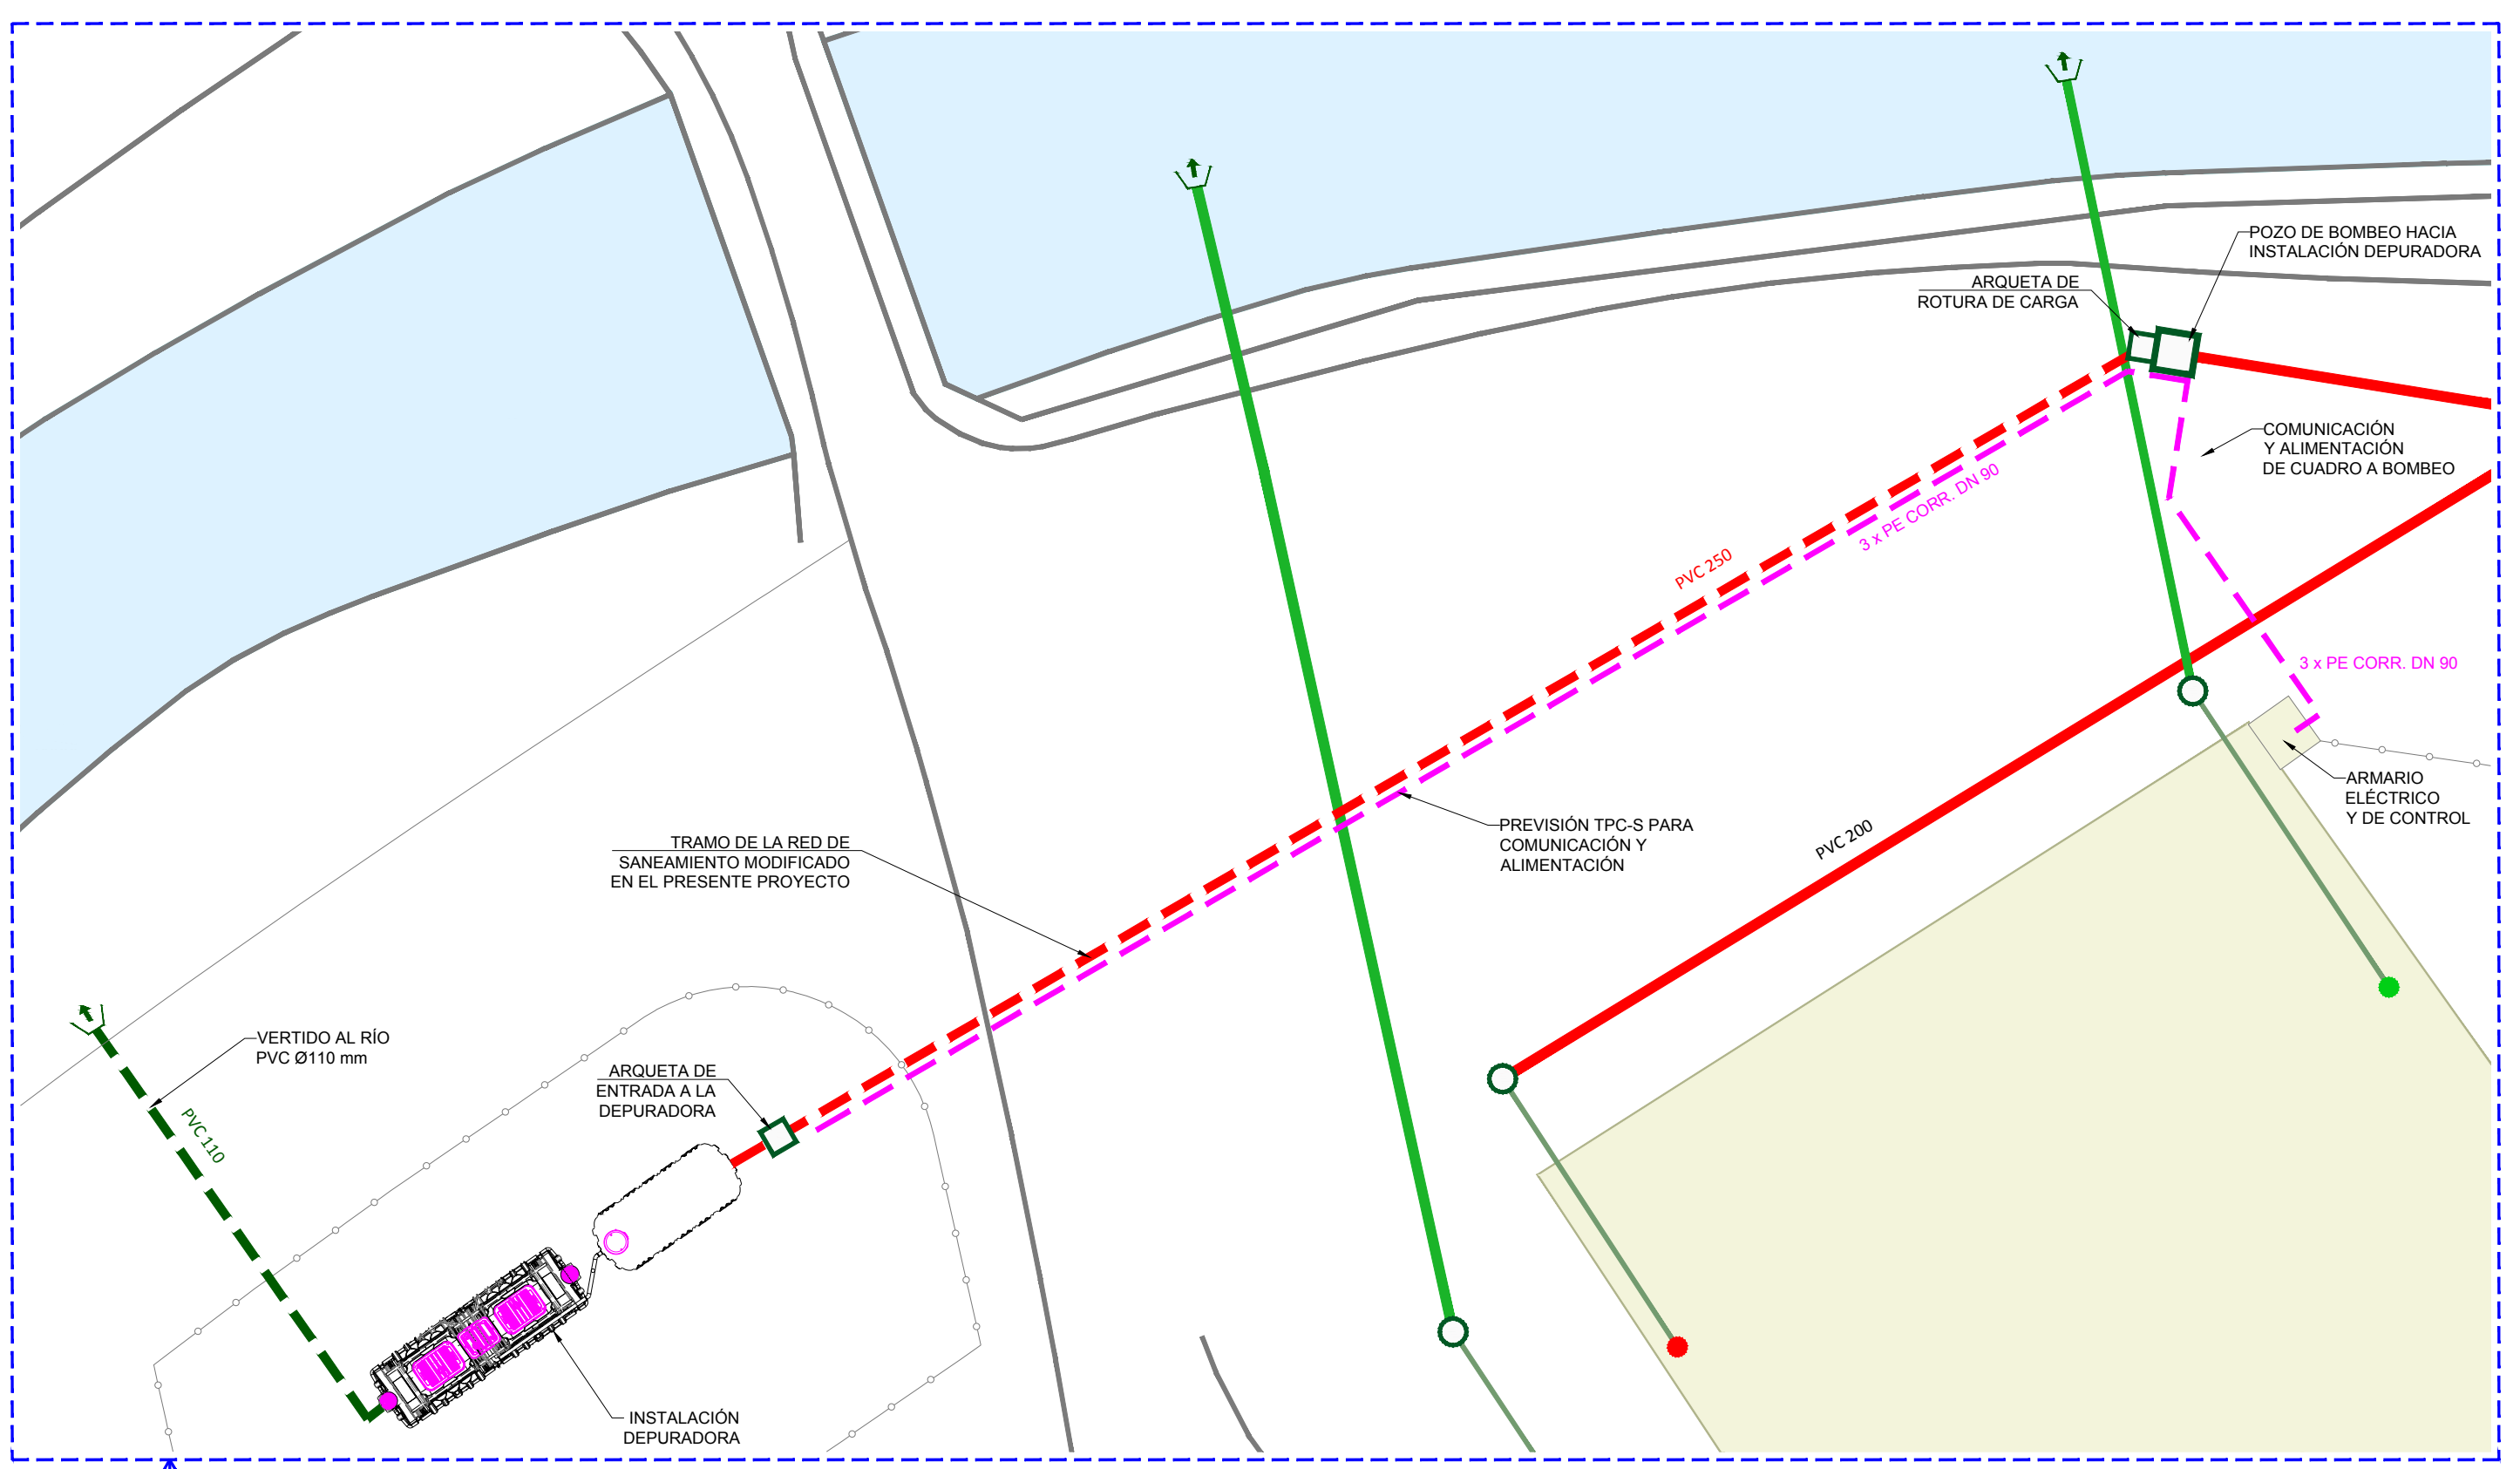 POZO DE BOMBEO HACIA
INSTALACIÓN DEPURADORA
ARQUETA DE
ROTURA DE CARGA
COMUNICACIÓN
Y ALIMENTACIÓN
DE CUADRO A BOMBEO
3 x PE CORR. DN 90
PVC 250
3 x PE CORR. DN 90
ARMARIO
ELÉCTRICO
Y DE CONTROL
PREVISIÓN TPC-S PARA
COMUNICACIÓN Y
ALIMENTACIÓN
PVC 200
TRAMO DE LA RED DE
SANEAMIENTO MODIFICADO
EN EL PRESENTE PROYECTO
VERTIDO AL RÍO
PVC Ø110 mm
ARQUETA DE
ENTRADA A LA
DEPURADORA
PVC 110
INSTALACIÓN
DEPURADORA